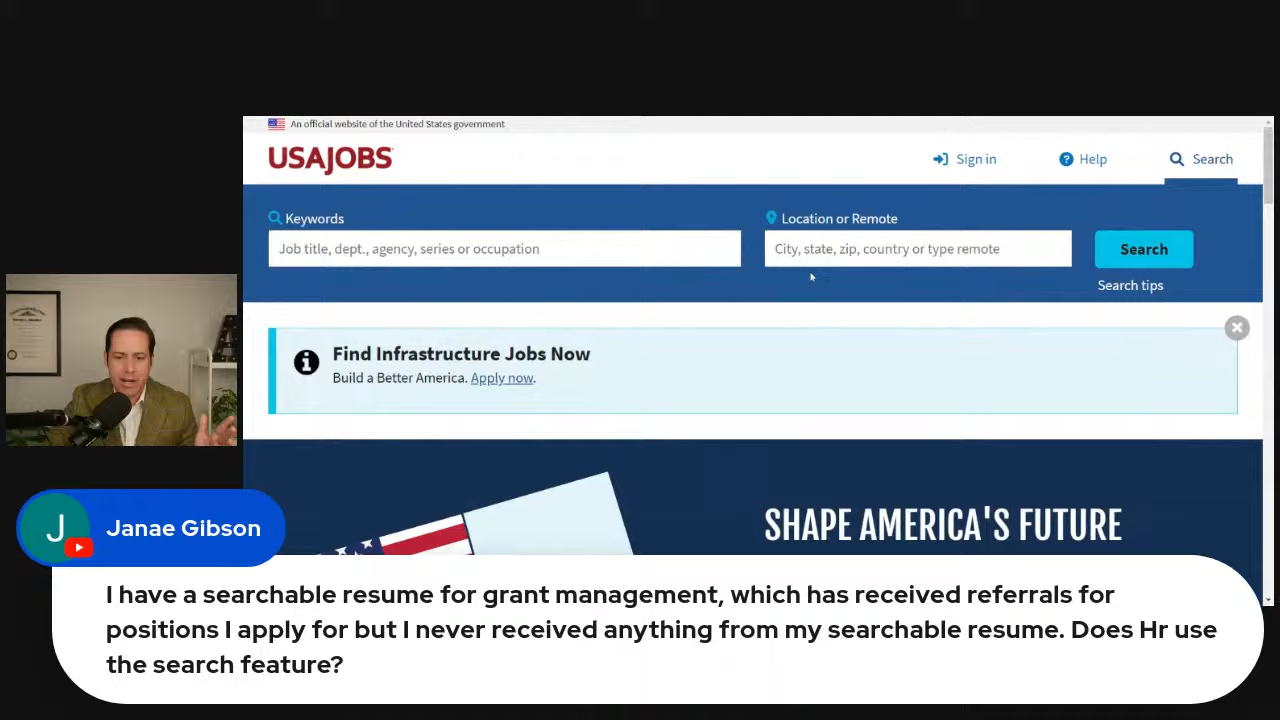 An official website of the United States government
USAJOBS
Sign in
Help
Search
Keywords
Location or Remote
Job title, dept., agency, series or occupation
City, state, zip, country or type remote
Search
Search tips
Find Infrastructure Jobs Now
Build a Better America. Apply now.
SHAPE AMERICA'S FUTURE
J
Janae Gibson
I have a searchable resume for grant management, which has received referrals for
positions I apply for but I never received anything from my searchable resume. Does Hr use
the search feature?